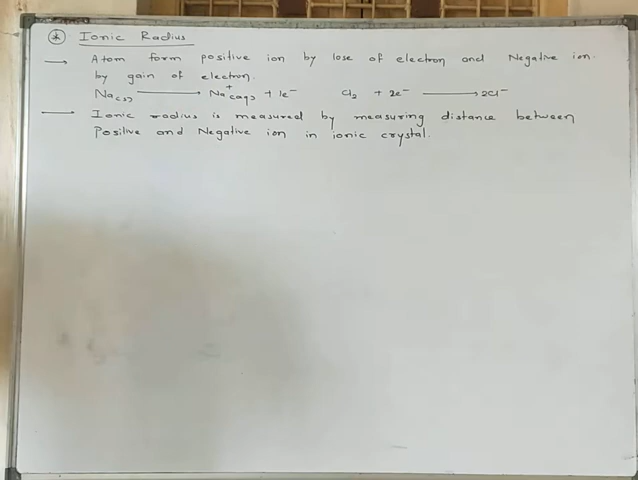 * Ionic Radius
→ Atom form positive ion by lose of electron and Negative ion.
by gain of electron.
Na(s) → Na⁺(aq) + 1e⁻ Cl₂ + 2e⁻ → 2Cl⁻
→ Ionic radius is measured by measuring distance between
Positive and Negative ion in ionic crystal.